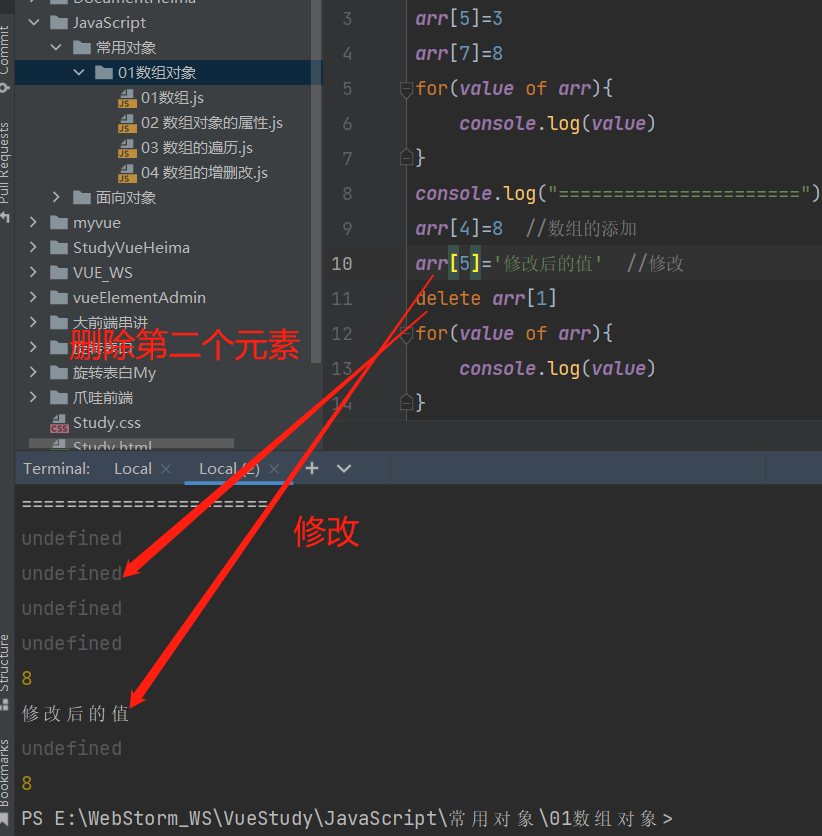 DocumentHeima
JavaScript
常用对象
01数组对象
01数组.js
02 数组对象的属性.js
03 数组的遍历.js
04 数组的增删改.js
面向对象
myvue
StudyVueHeima
VUE_WS
vueElementAdmin
大前端串讲
旋转表白My
爪哇前端
Study.css
Study.html
Commit
Pull Requests
Structure
Bookmarks
3 arr[5]=3
4 arr[7]=8
5 for(value of arr){
6 console.log(value)
7 }
8 console.log("======================")
9 arr[4]=8 //数组的添加
10 arr[5]='修改后的值' //修改
11 delete arr[1]
12 for(value of arr){
13 console.log(value)
14 }
删除第二个元素
Terminal: Local × Local (2) × +
======================
修改
undefined
undefined
undefined
undefined
8
修改后的值
undefined
8
PS E:\WebStorm_WS\VueStudy\JavaScript\常用对象\01数组对象>